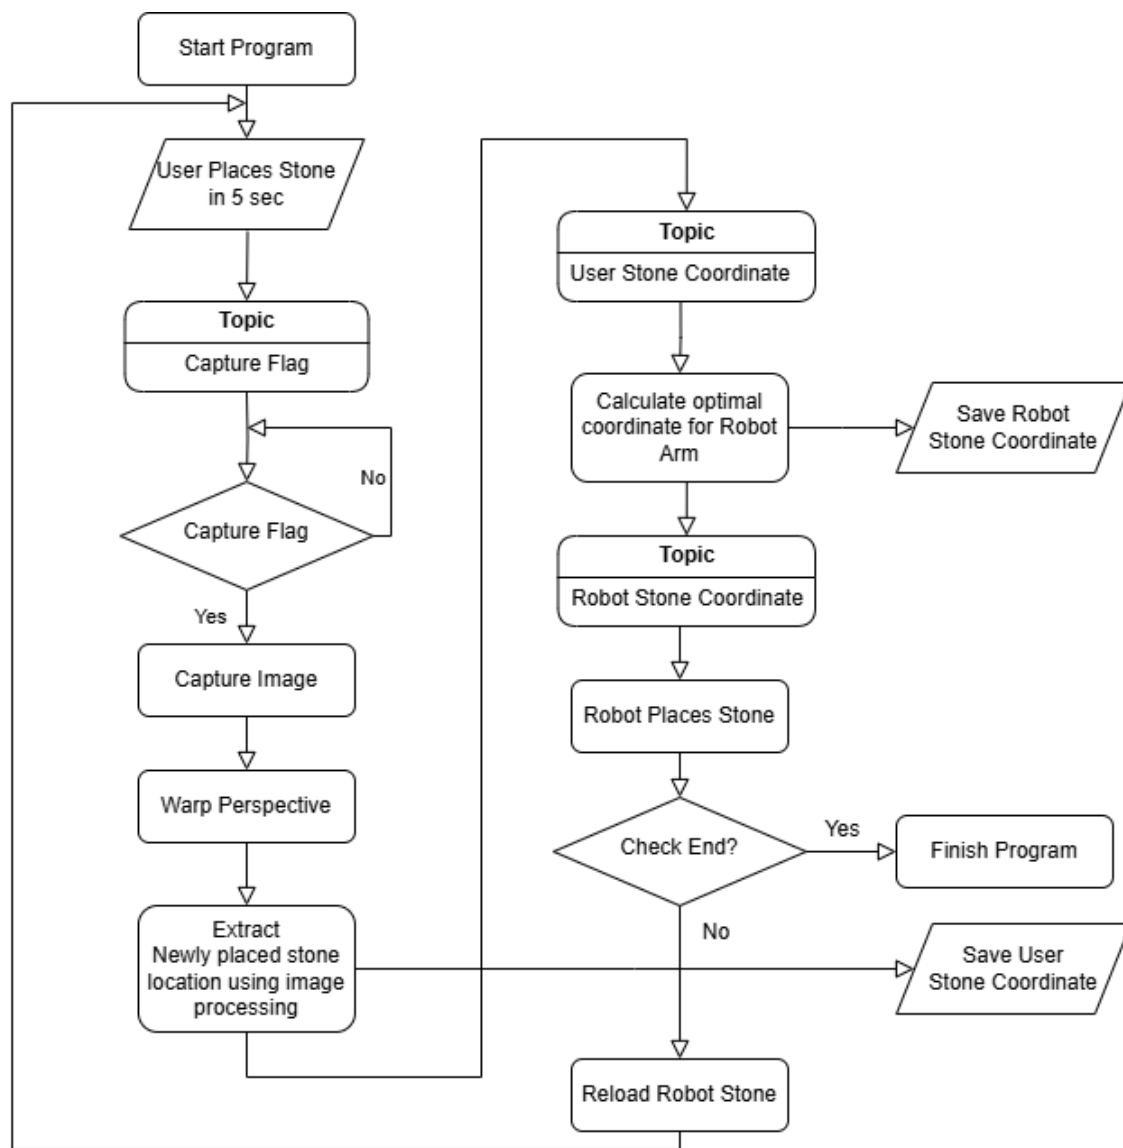 Start Program
User Places Stone
in 5 sec
Topic
Capture Flag
No
Capture Flag
Yes
Capture Image
Warp Perspective
Extract
Newly placed stone
location using image
processing
Topic
User Stone Coordinate
Calculate optimal
coordinate for Robot
Arm
Save Robot
Stone Coordinate
Topic
Robot Stone Coordinate
Robot Places Stone
Check End?
Yes
Finish Program
No
Save User
Stone Coordinate
Reload Robot Stone